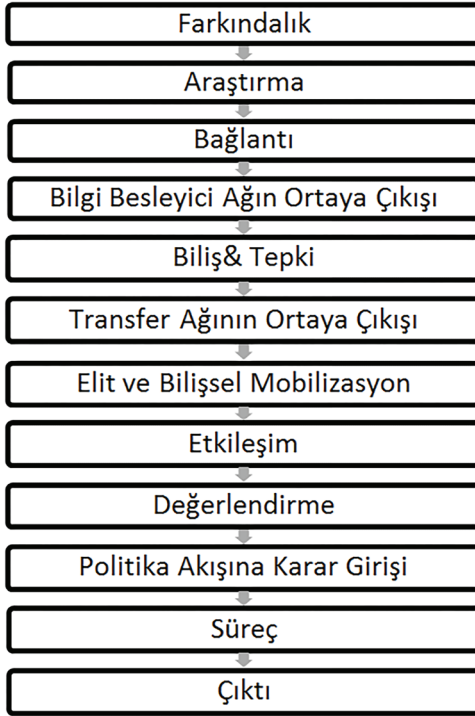 Farkındalık
Araştırma
Bağlantı
Bilgi Besleyici Ağın Ortaya Çıkışı
Biliş& Tepki
Transfer Ağının Ortaya Çıkışı
Elit ve Bilişsel Mobilizasyon
Etkileşim
Değerlendirme
Politika Akışına Karar Girişi
Süreç
Çıktı